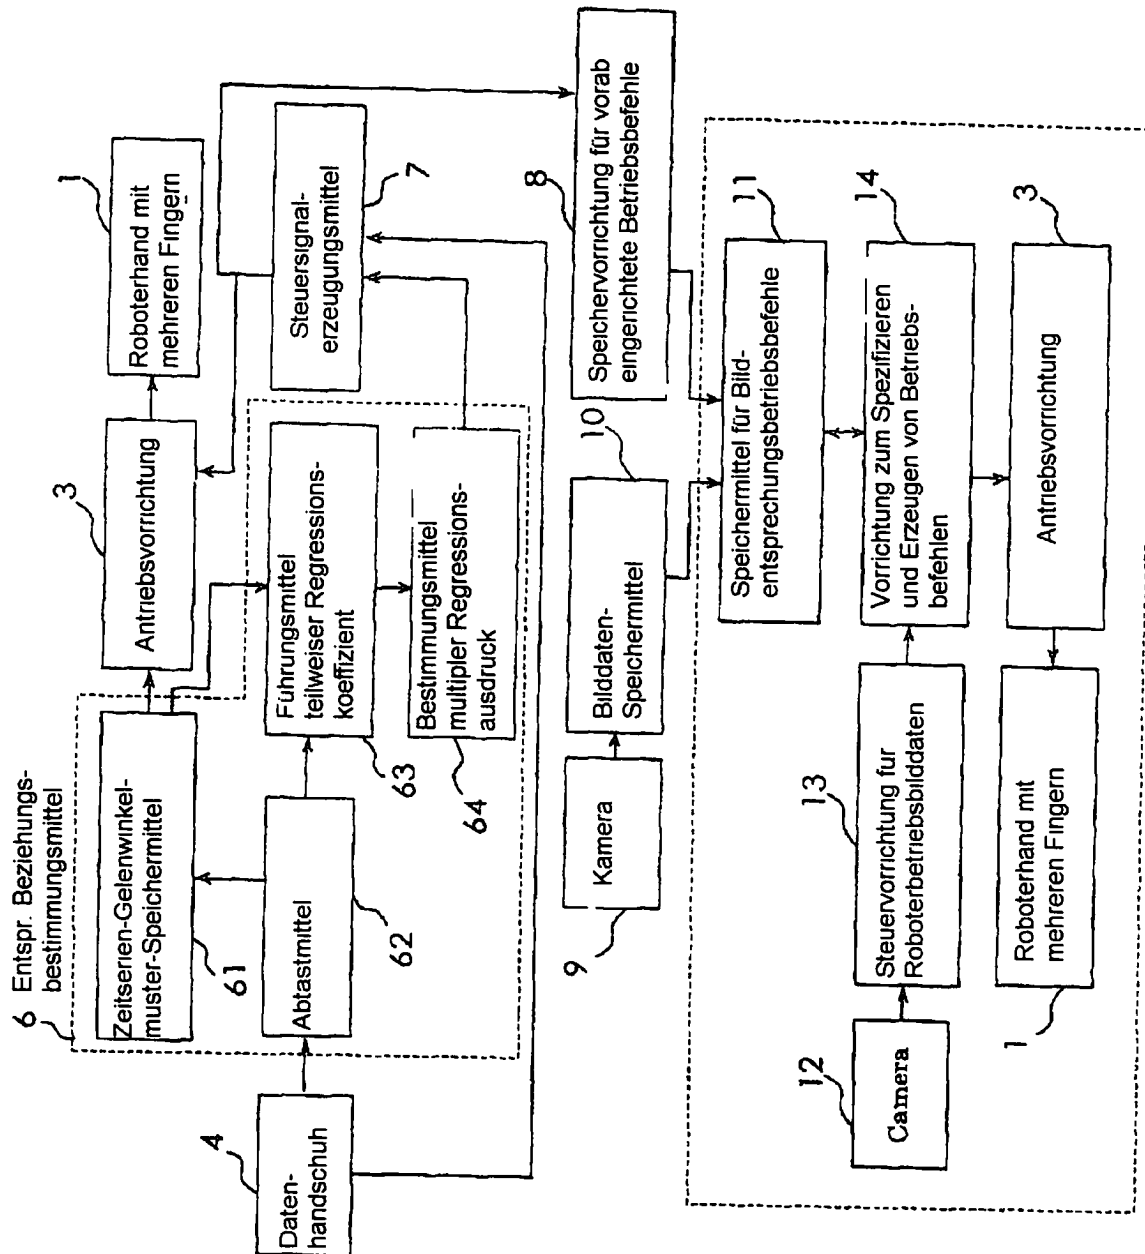 6 Entspr. Beziehungs-
bestimmungsmittel
Zeitserien-Gelenwinkel-
muster-Speichermittel
61
Antriebsvorrichtung
3
Roboterhand mit
mehreren Fingern
1
4
Daten-
handschuh
Abtastmittel
62
Führungsmittel
teilweiser Regressions-
koeffizient
63
Bestimmungsmittel
multipler Regressions-
ausdruck
64
Steuersignal-
erzeugungsmittel
7
Kamera
9
Bilddaten-
Speichermittel
10
Speichervorrichtung für vorab
eingerichtete Betriebsbefehle
8
Speichermittel für Bild-
entsprechungsbetriebsbefehle
11
12
Camera
13
Steuervorrichtung fur
Roboterbetriebsbilddaten
Vorrichtung zum Spezifizieren
und Erzeugen von Betriebs-
befehlen
14
Roboterhand mit
mehreren Fingern
1
Antriebsvorrichtung
3